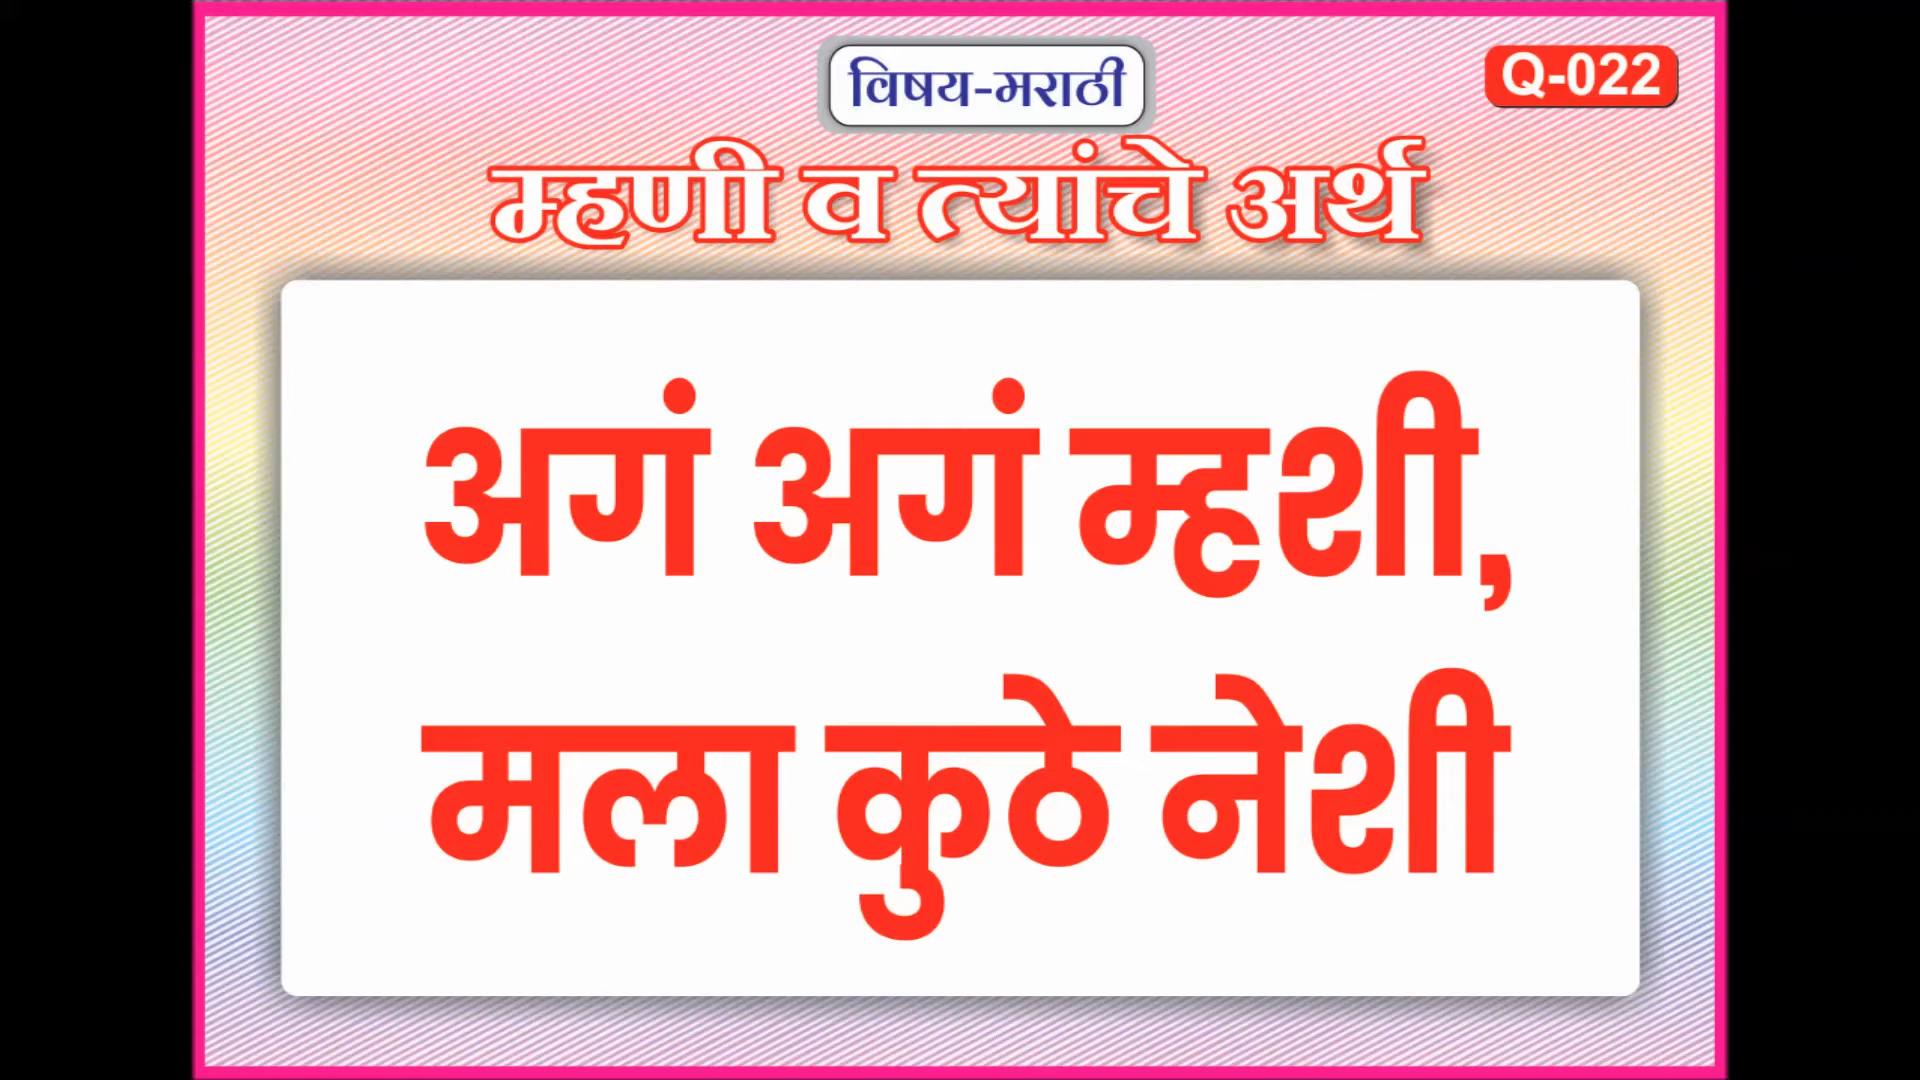 विषय-मराठी
Q-022
म्हणी व त्यांचे अर्थ
अगं अगं म्हशी,
मला कुठे नेशी